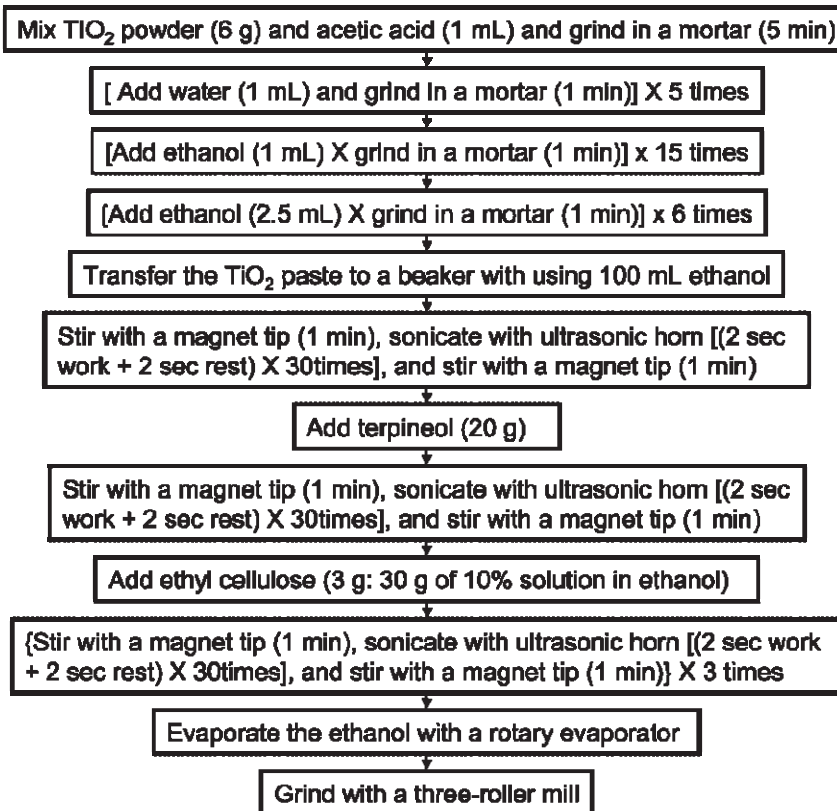 Mix TiO₂ powder (6 g) and acetic acid (1 mL) and grind in a mortar (5 min)
[ Add water (1 mL) and grind in a mortar (1 min)] X 5 times
[Add ethanol (1 mL) X grind in a mortar (1 min)] x 15 times
[Add ethanol (2.5 mL) X grind in a mortar (1 min)] x 6 times
Transfer the TiO₂ paste to a beaker with using 100 mL ethanol
Stir with a magnet tip (1 min), sonicate with ultrasonic horn [(2 sec
work + 2 sec rest) X 30times], and stir with a magnet tip (1 min)
Add terpineol (20 g)
Stir with a magnet tip (1 min), sonicate with ultrasonic horn [(2 sec
work + 2 sec rest) X 30times], and stir with a magnet tip (1 min)
Add ethyl cellulose (3 g: 30 g of 10% solution in ethanol)
{Stir with a magnet tip (1 min), sonicate with ultrasonic horn [(2 sec work
+ 2 sec rest) X 30times], and stir with a magnet tip (1 min)} X 3 times
Evaporate the ethanol with a rotary evaporator
Grind with a three-roller mill